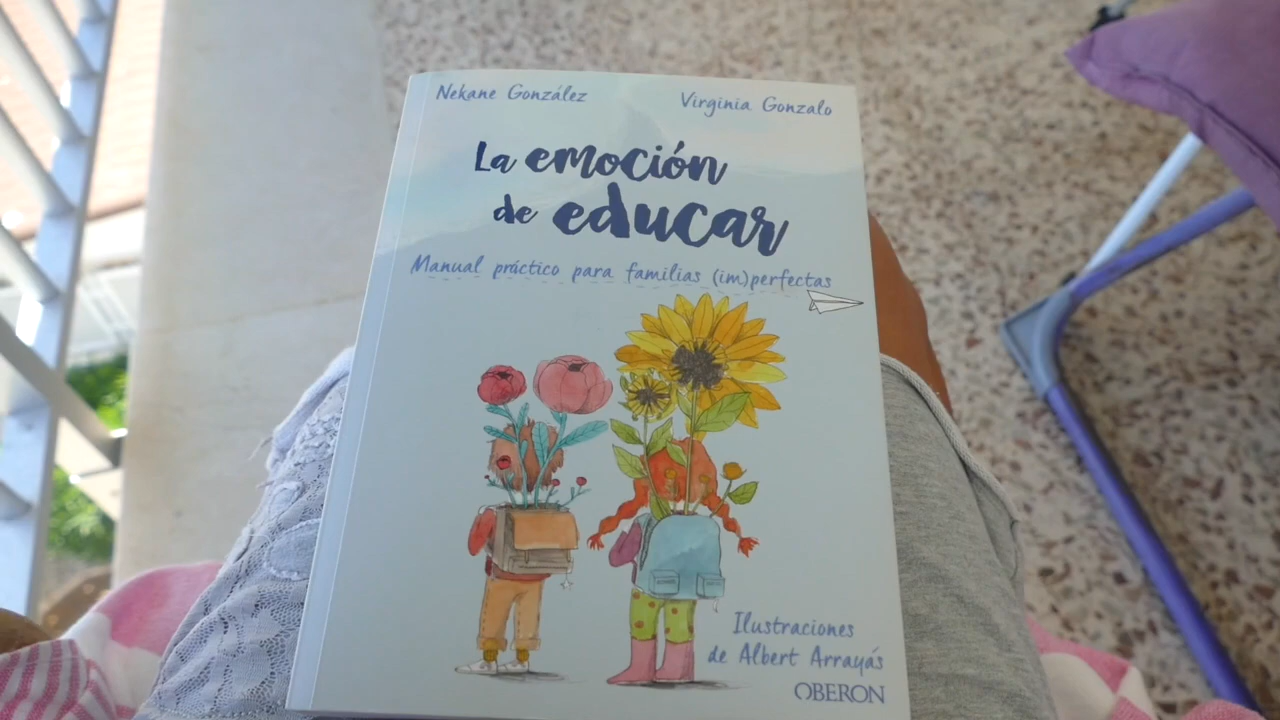 Nekane González
Virginia Gonzalo
La emoción
de educar
Manual práctico para familias (im)perfectas
Ilustraciones
de Albert Arrayás
OBERON